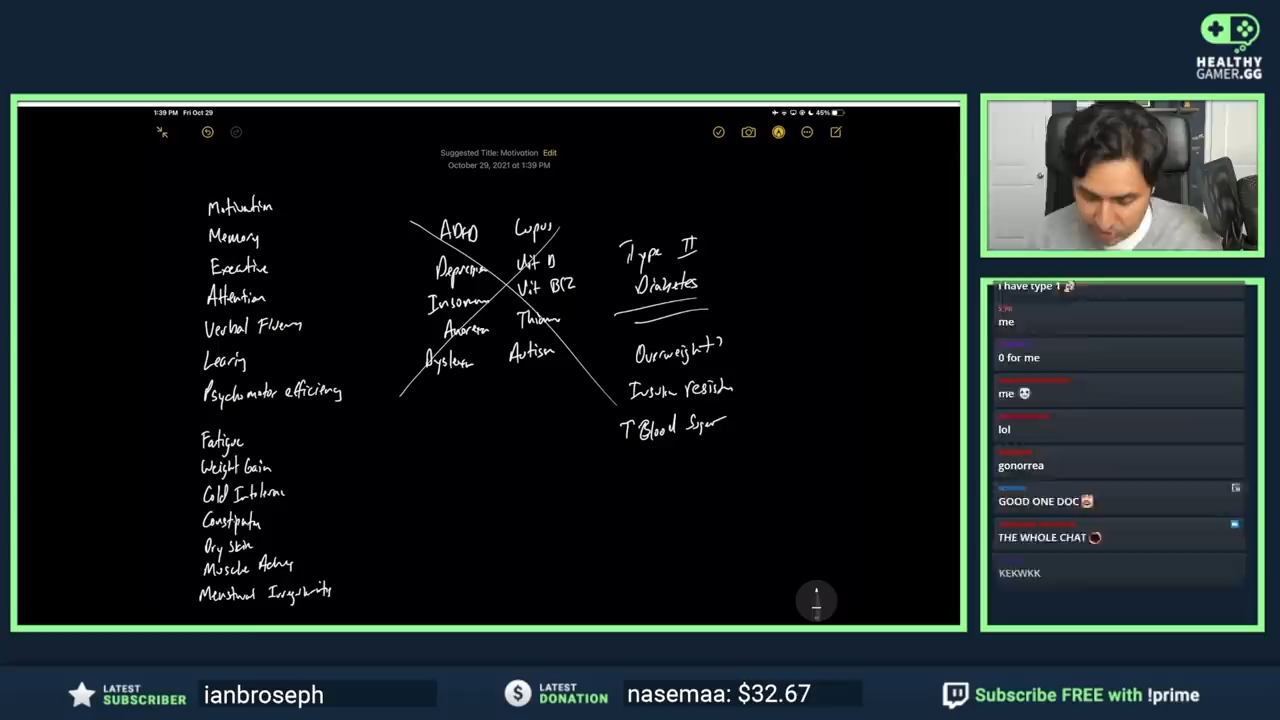 HEALTHY
GAMER.GG
1:39 PM Fri Oct 29
45%
Suggested Title: Motivation Edit
October 29, 2021 at 1:39 PM
Motivation
Memory
Executive
Attention
Verbal Fluency
Learing
Psychomotor efficiency
Fatigue
Weight Gain
Cold Intolerance
Constipation
Dry Skin
Muscle Aches
Menstrual Irregularity
ADHD
Depression
Insomnia
Dyslexia
Lupus
Vit D
Vit B12
Autism
Type II
Diabetes
Overweight?
Insulin resist
↑ Blood Sugar
i have type 1
me
0 for me
me
lol
gonorrea
GOOD ONE DOC
THE WHOLE CHAT
KEKWKK
LATEST
SUBSCRIBER
ianbroseph
$
LATEST
DONATION
nasemaa: $32.67
Subscribe FREE with !prime